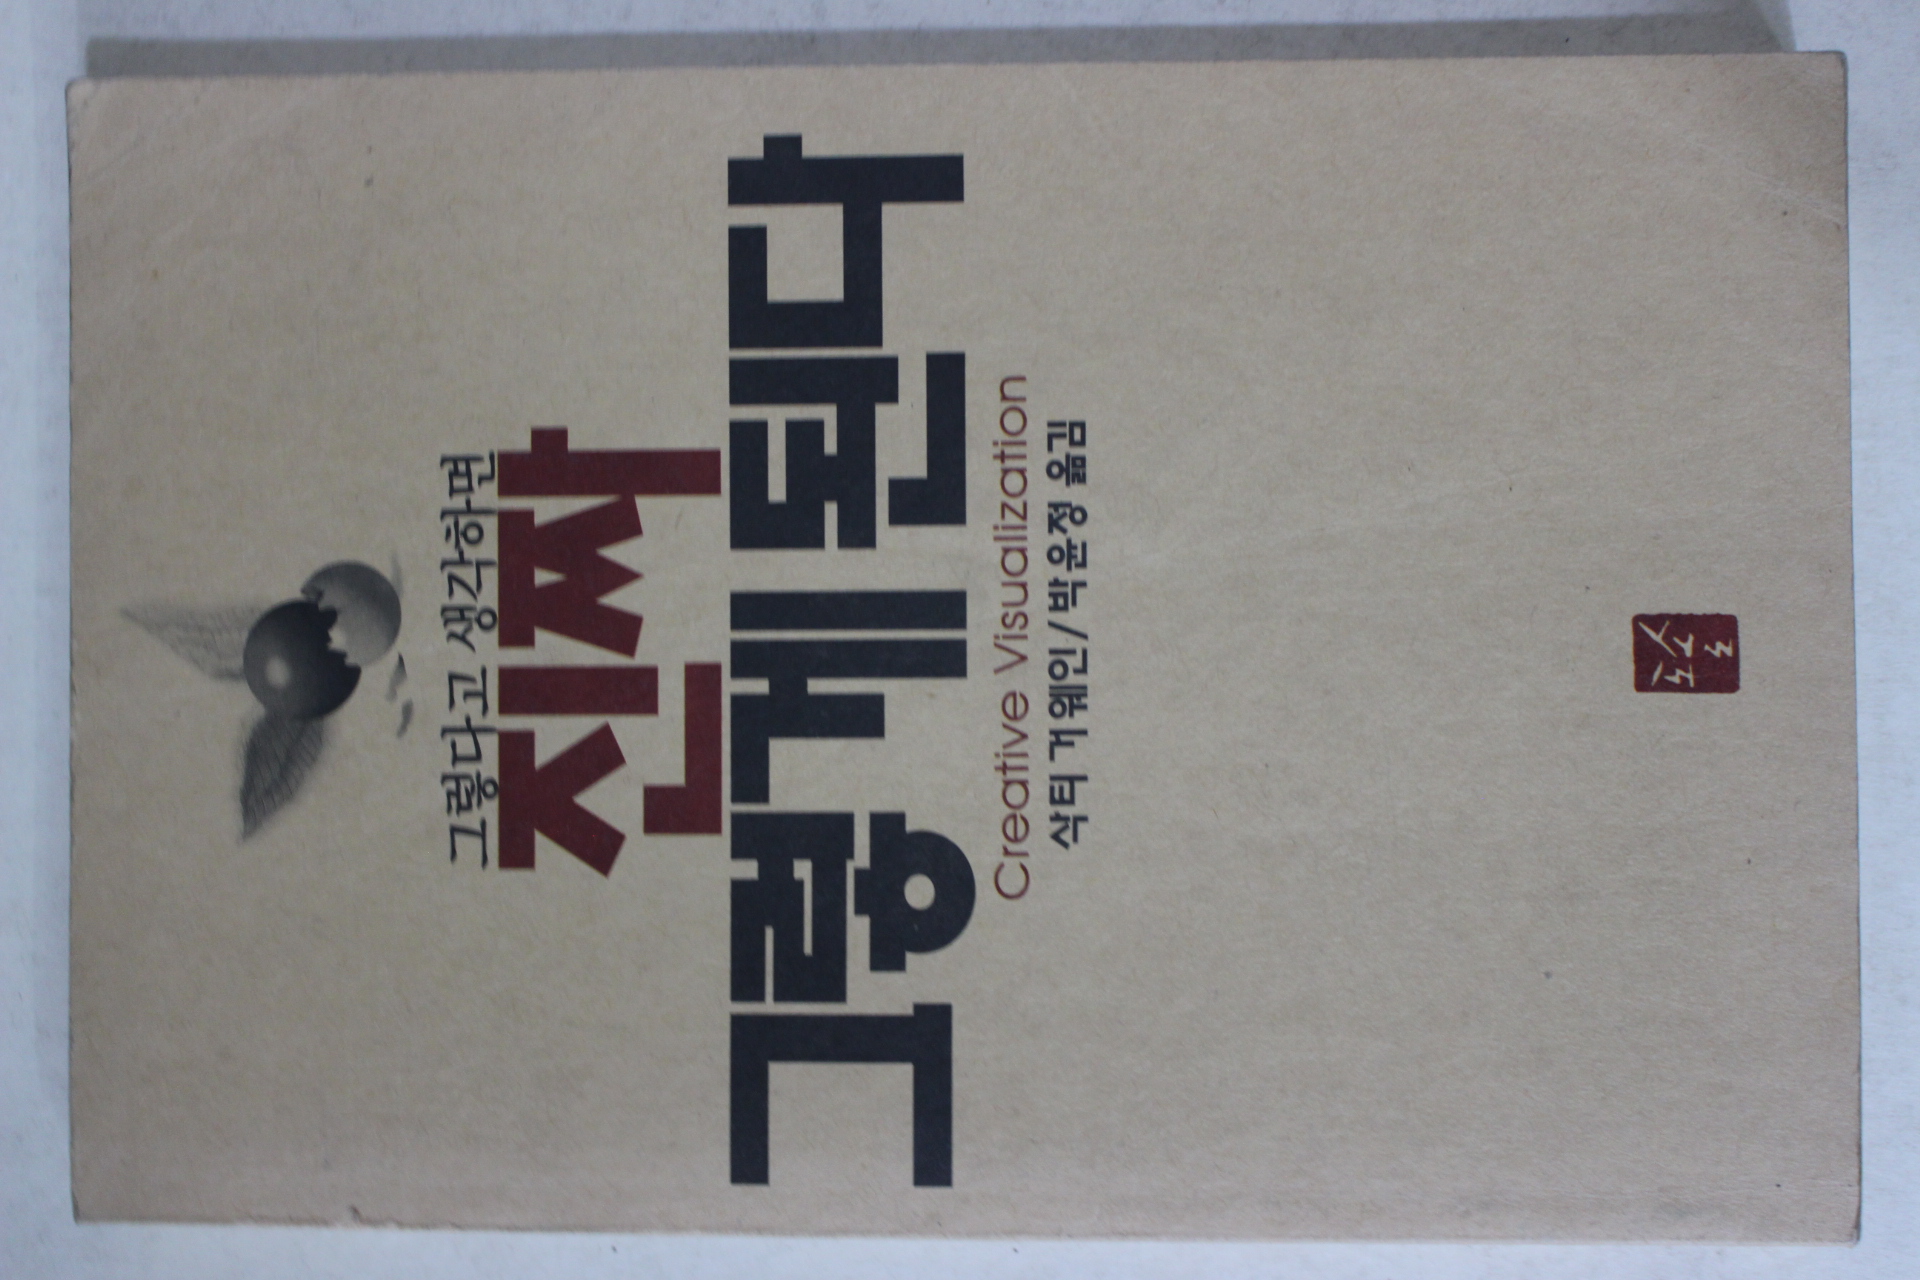 그렇다고 생각하면
진짜
그렇게 된다
Creative Visualization
삭티 거웨인/박윤정 옮김